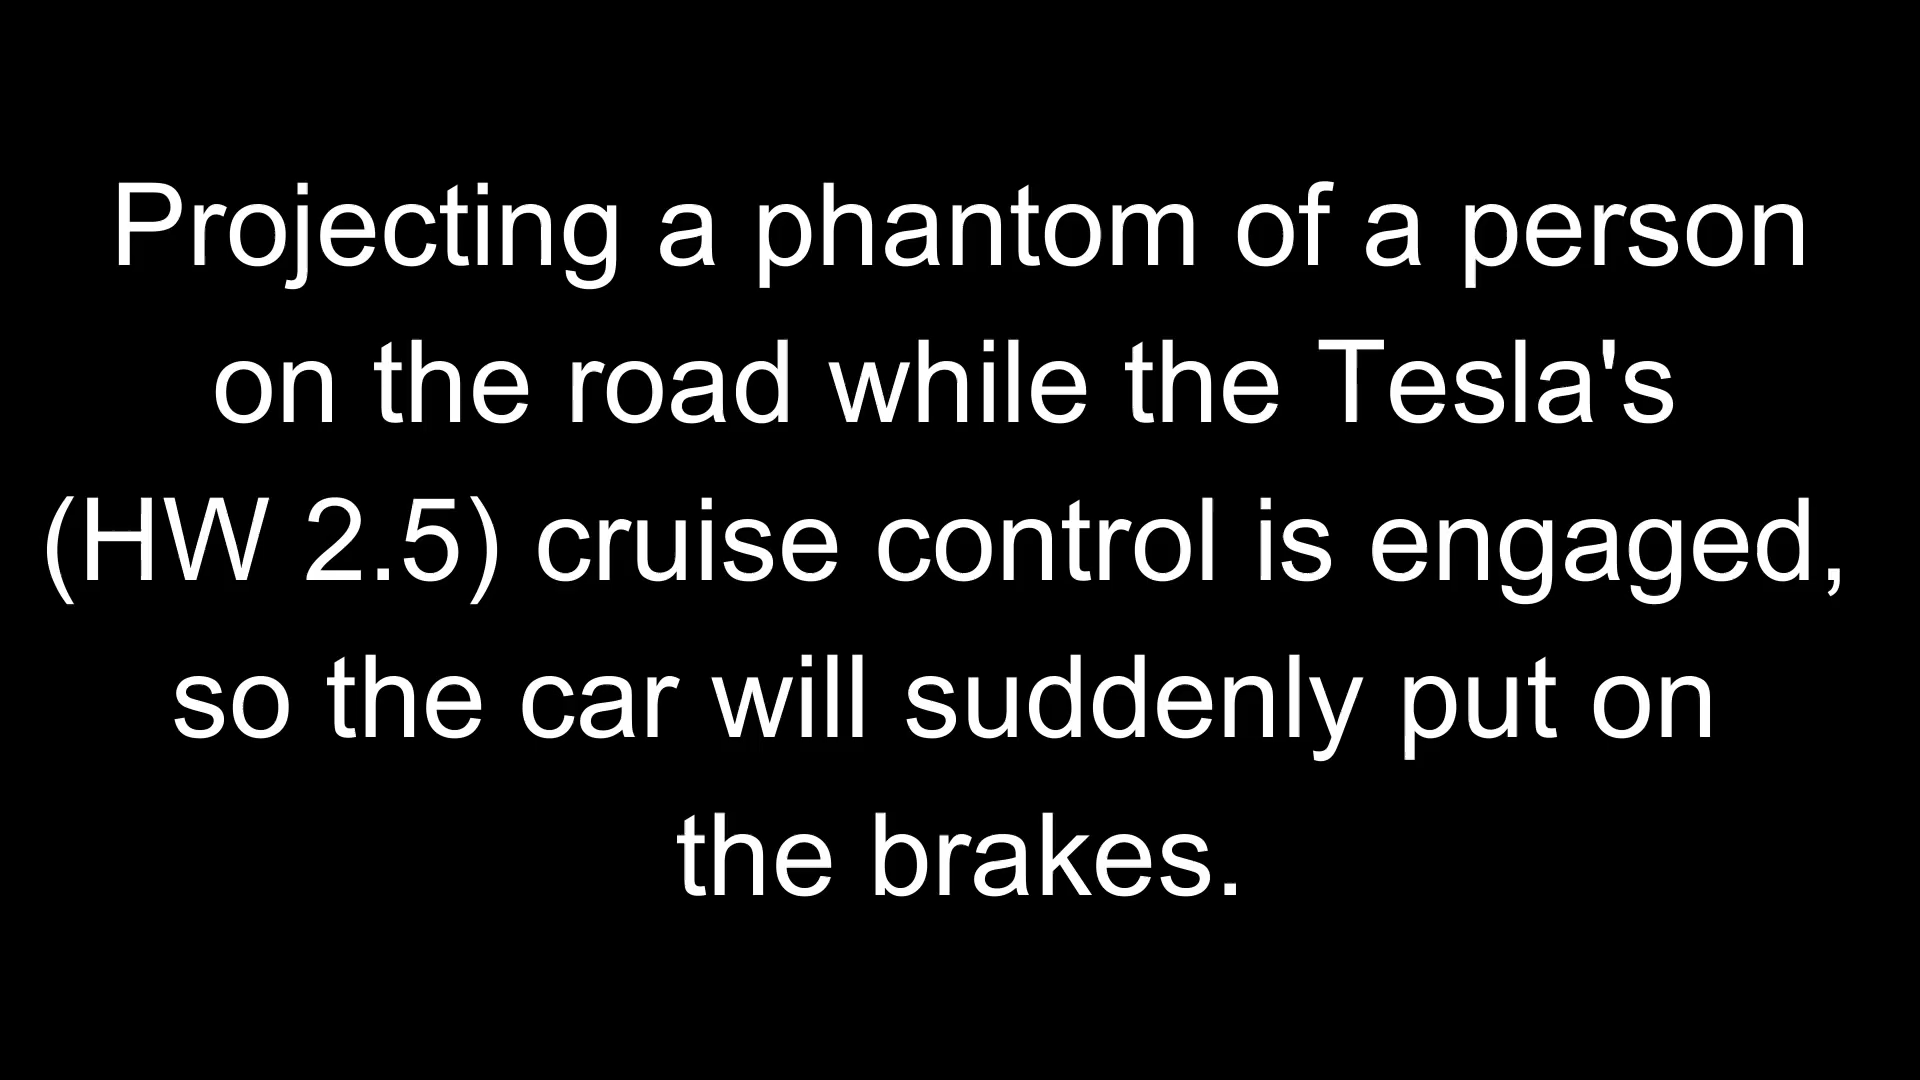 Projecting a phantom of a person
on the road while the Tesla's
(HW 2.5) cruise control is engaged,
so the car will suddenly put on
the brakes.